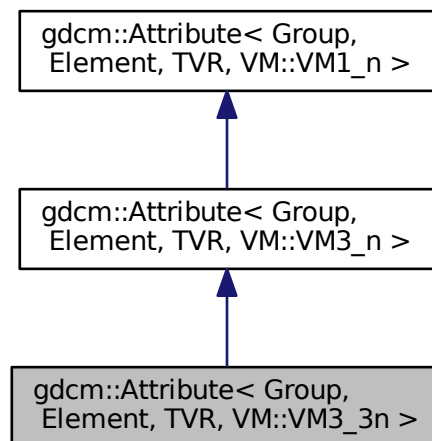 gdcm::Attribute< Group,
Element, TVR, VM::VM1_n >
gdcm::Attribute< Group,
Element, TVR, VM::VM3_n >
gdcm::Attribute< Group,
Element, TVR, VM::VM3_3n >